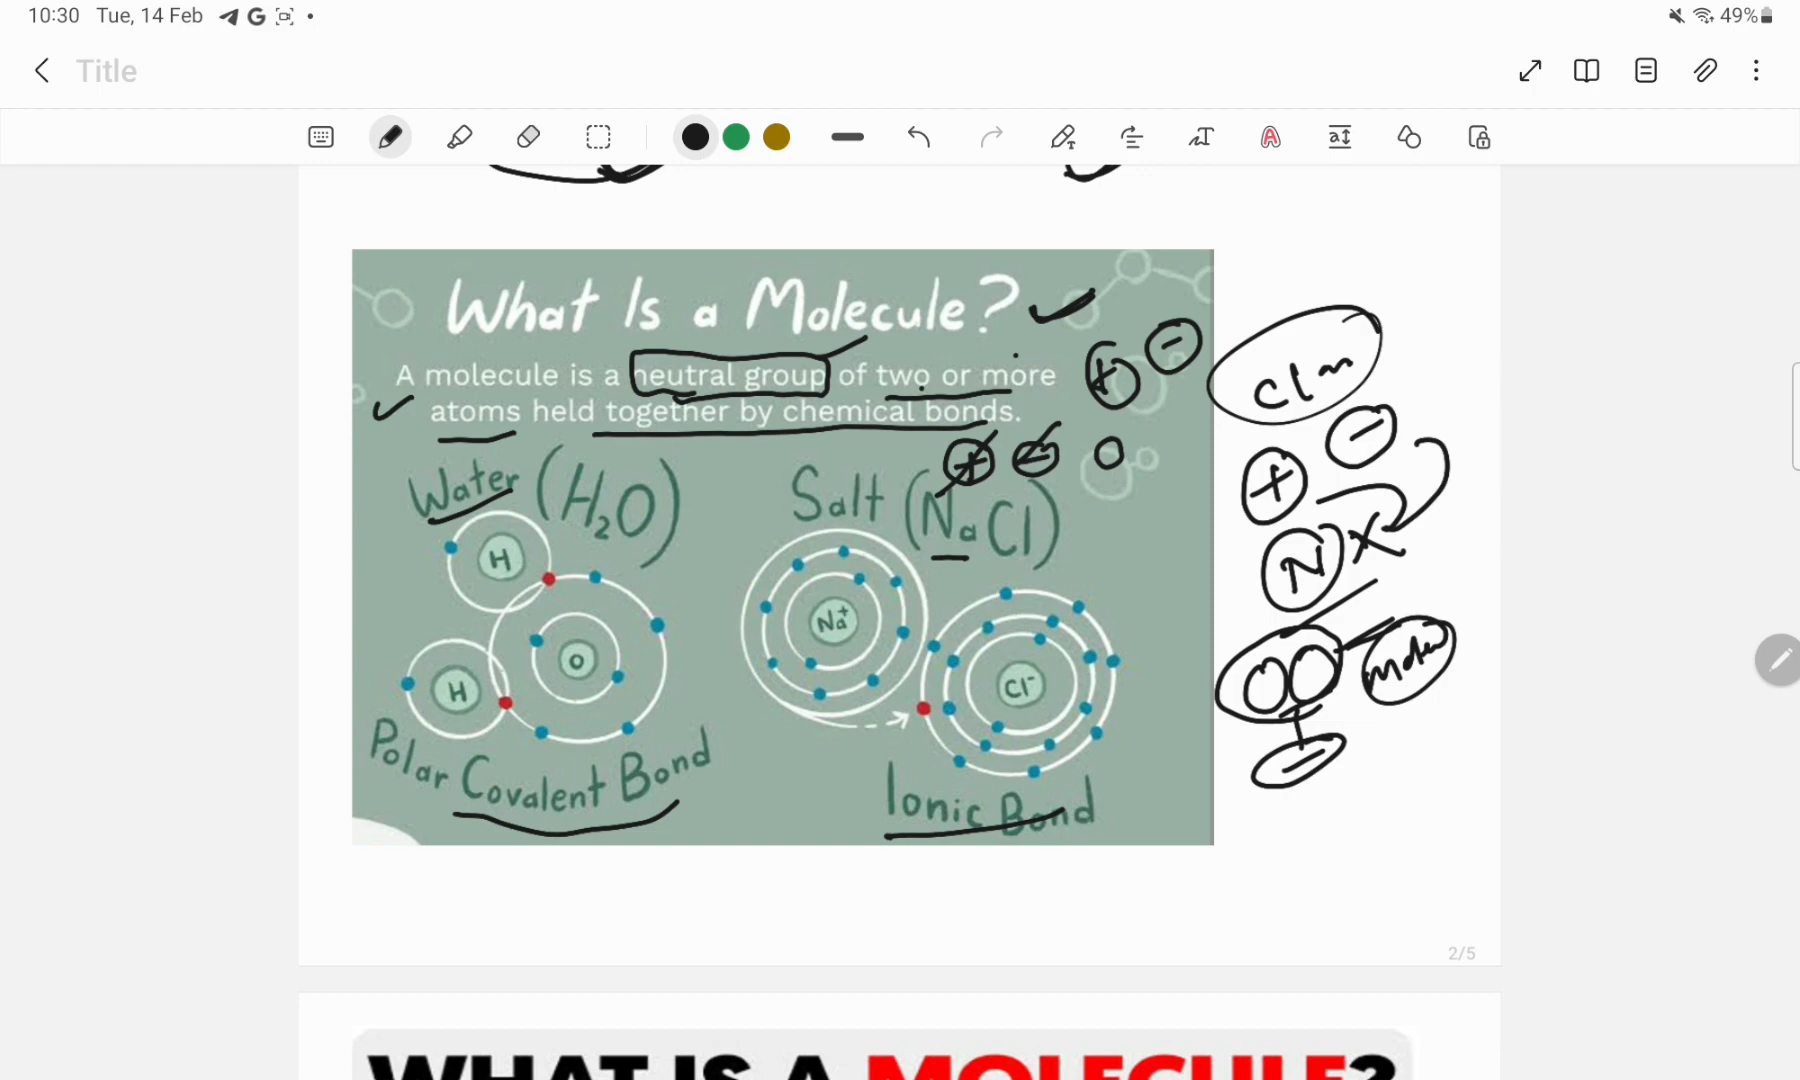 10:30 Tue, 14 Feb G 49%
Title
What Is a Molecule?
A molecule is a neutral group of two or more
atoms held together by chemical bonds.
+ −
Cl
+ − 0
+ −
N X
Water (H₂O)
Salt (NaCl)
H
O
H
Na⁺
Cl⁻
Polar Covalent Bond
Ionic Bond
2/5
WHAT IS A MOLECULE?